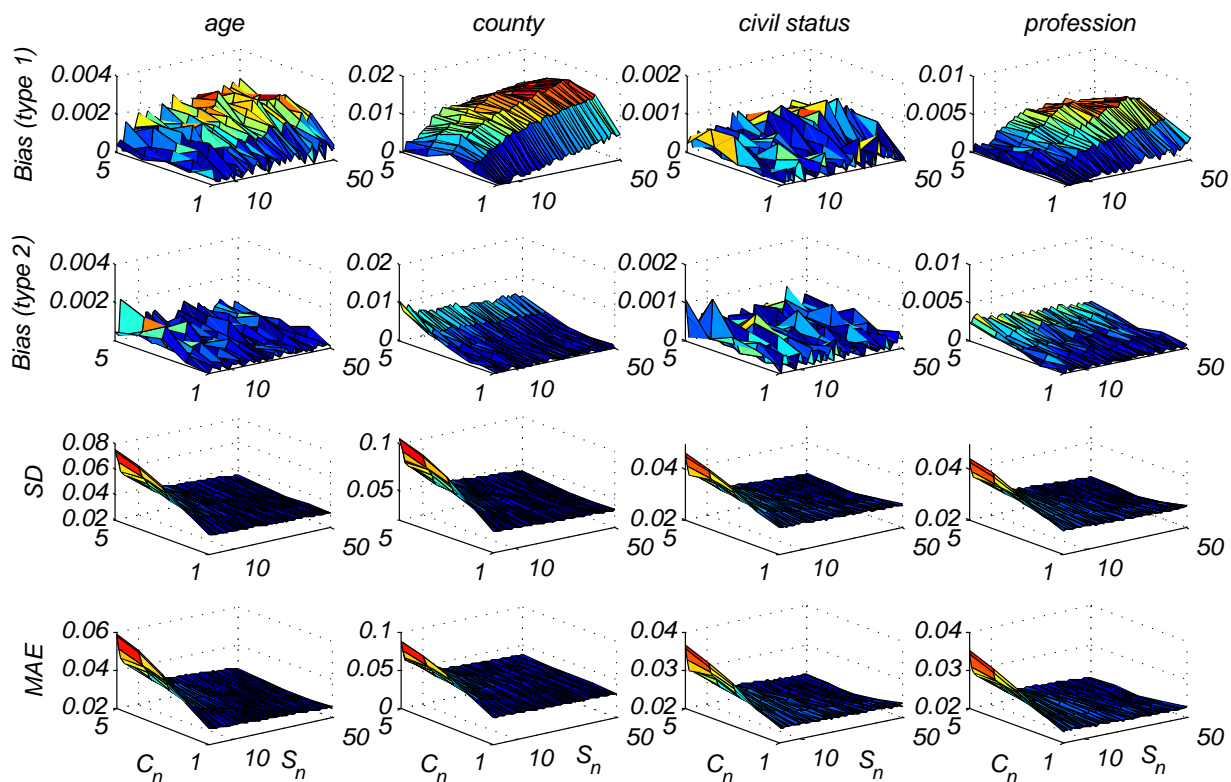 age county civil status profession
Bias (type 1)
0.004 0.02 0.002 0.01
0.002 0.01 0.001 0.005
0 0 0 0
5 5 5 5
1 10 50 1 10 50 1 10 50 1 10 50
Bias (type 2)
0.004 0.02 0.002 0.01
0.002 0.01 0.001 0.005
0 0 0
5 5 5 5
1 10 50 1 10 50 1 10 50 1 10 50
SD
0.08 0.1
0.06 0.04 0.04
0.04 0.05
0.02 0.02 0.02
5 5 5 5
1 10 50 1 10 50 1 10 50 1 10 50
MAE
0.06 0.1 0.04 0.04
0.04 0.05 0.03 0.03
0.02 0 0.02 0.02
5 5 5 5
1 10 50 1 10 50 1 10 50 1 10 50
C_n S_n C_n S_n C_n S_n C_n S_n